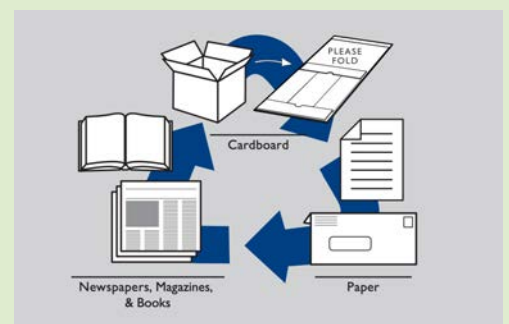 PLEASE
FOLD
Cardboard
Newspapers, Magazines,
& Books
Paper